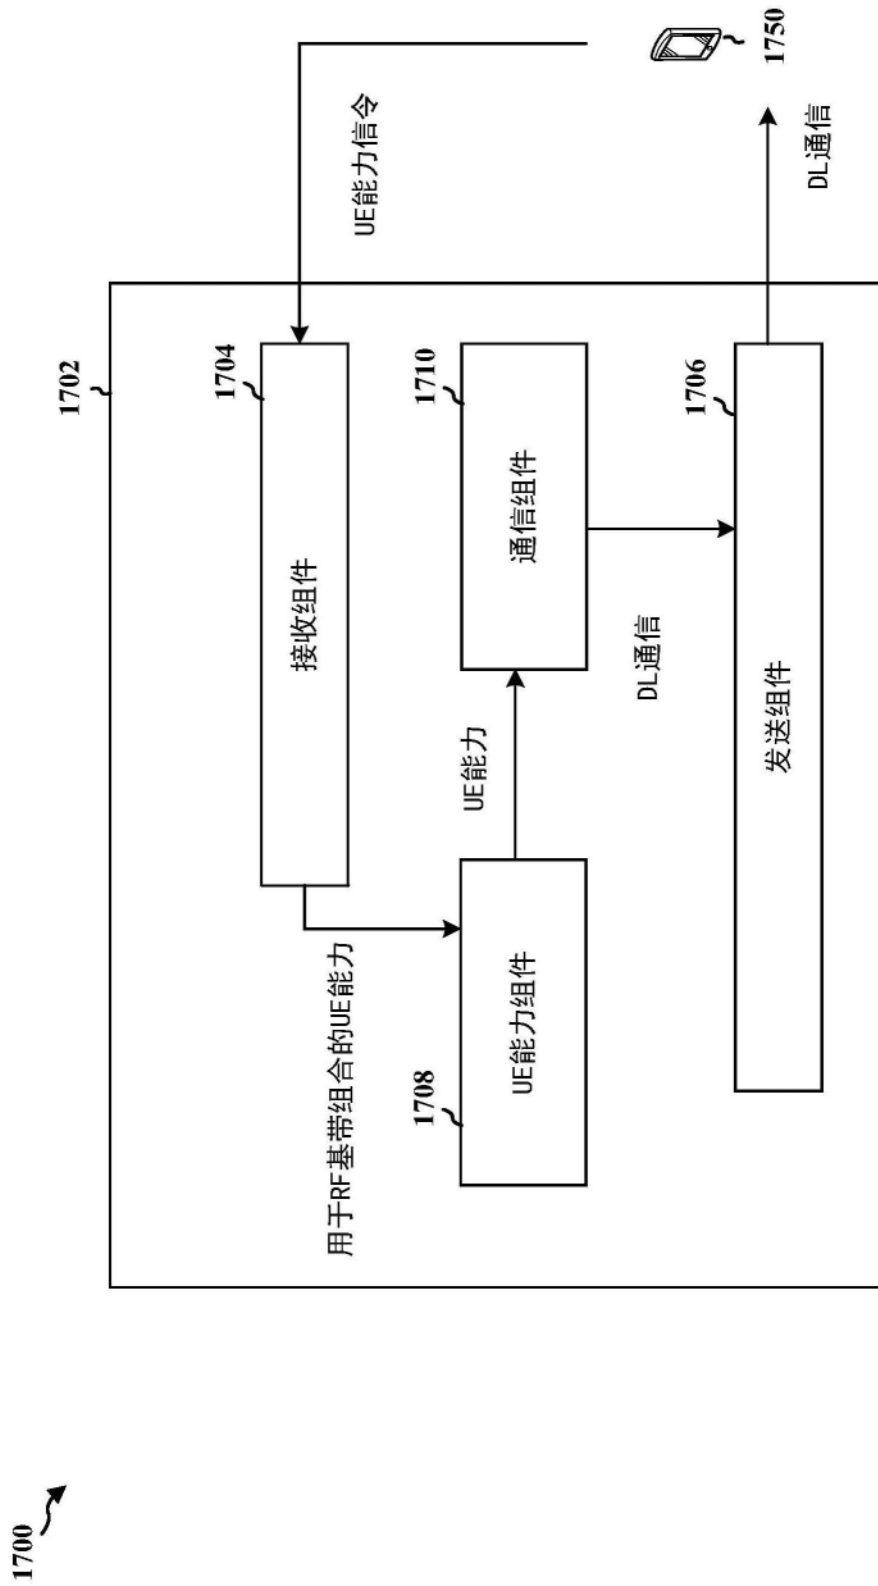 1700
1702
1704
接收组件
UE能力信令
用于RF基带组合的UE能力
1708
UE能力组件
UE能力
1710
通信组件
DL通信
1706
发送组件
DL通信
1750